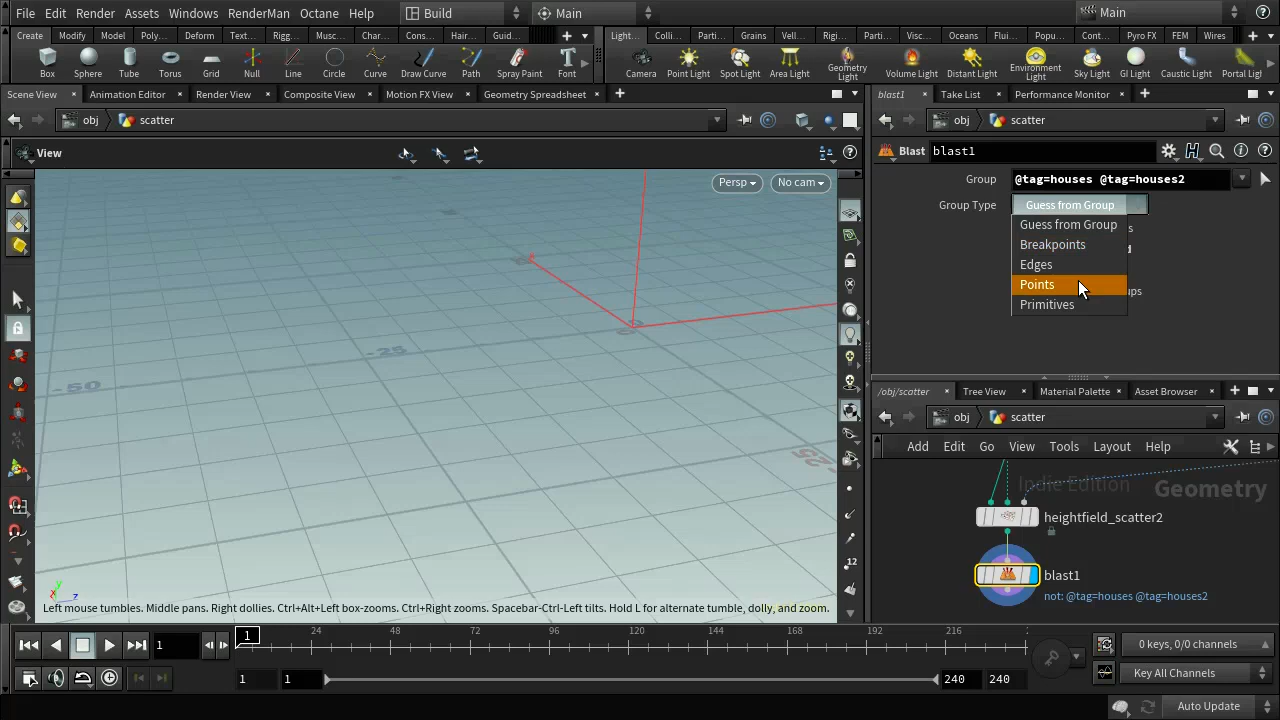 File Edit Render Assets Windows RenderMan Octane Help Build Main Main
Create Modify Model Poly... Deform Text... Rigg... Musc... Char... Cons... Hair... Guid... Light... Colli... Parti... Grains Vell... Rigi... Parti... Visc... Oceans Flui... Popu... Cont... Pyro FX FEM Wires
Box Sphere Tube Torus Grid Null Line Circle Curve Draw Curve Path Spray Paint Font Camera Point Light Spot Light Area Light Geometry Light Volume Light Distant Light Environment Light Sky Light GI Light Caustic Light Portal Ligl
Scene View Animation Editor Render View Composite View Motion FX View Geometry Spreadsheet
obj scatter
View
Persp No cam
-50
-25
-25
Left mouse tumbles. Middle pans. Right dollies. Ctrl+Alt+Left box-zooms. Ctrl+Right zooms. Spacebar-Ctrl-Left tilts. Hold L for alternate tumble, dolly, and zoom.
12
y
x
z
blast1 Take List Performance Monitor
obj scatter
Blast blast1
Group @tag=houses @tag=houses2
Group Type Guess from Group
Guess from Group
Breakpoints
Edges
Points
Primitives
s
d
ups
/obj/scatter Tree View Material Palette Asset Browser
obj scatter
Add Edit Go View Tools Layout Help
Indie Edition Geometry
heightfield_scatter2
blast1
not: @tag=houses @tag=houses2
1 1 24 48 72 96 120 144 168 192 216 0 keys, 0/0 channels
1 1 240 240 Key All Channels
Auto Update